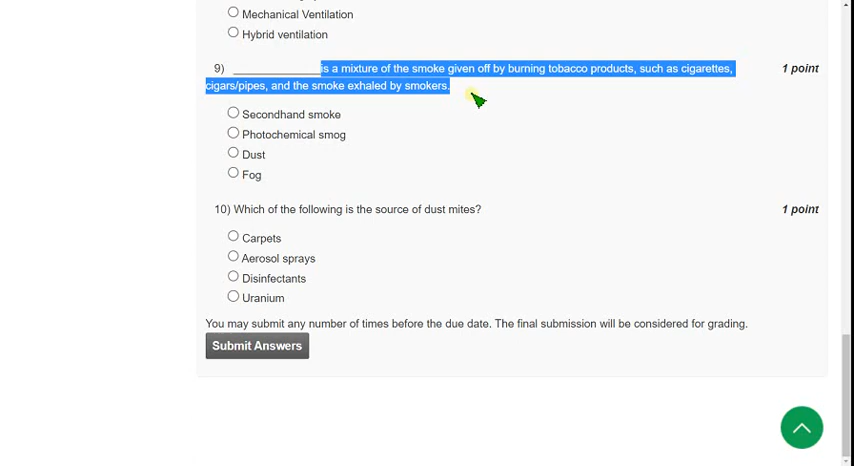 Mechanical Ventilation
Hybrid ventilation
9) ______________is a mixture of the smoke given off by burning tobacco products, such as cigarettes, 1 point
cigars/pipes, and the smoke exhaled by smokers.
Secondhand smoke
Photochemical smog
Dust
Fog
10) Which of the following is the source of dust mites? 1 point
Carpets
Aerosol sprays
Disinfectants
Uranium
You may submit any number of times before the due date. The final submission will be considered for grading.
Submit Answers